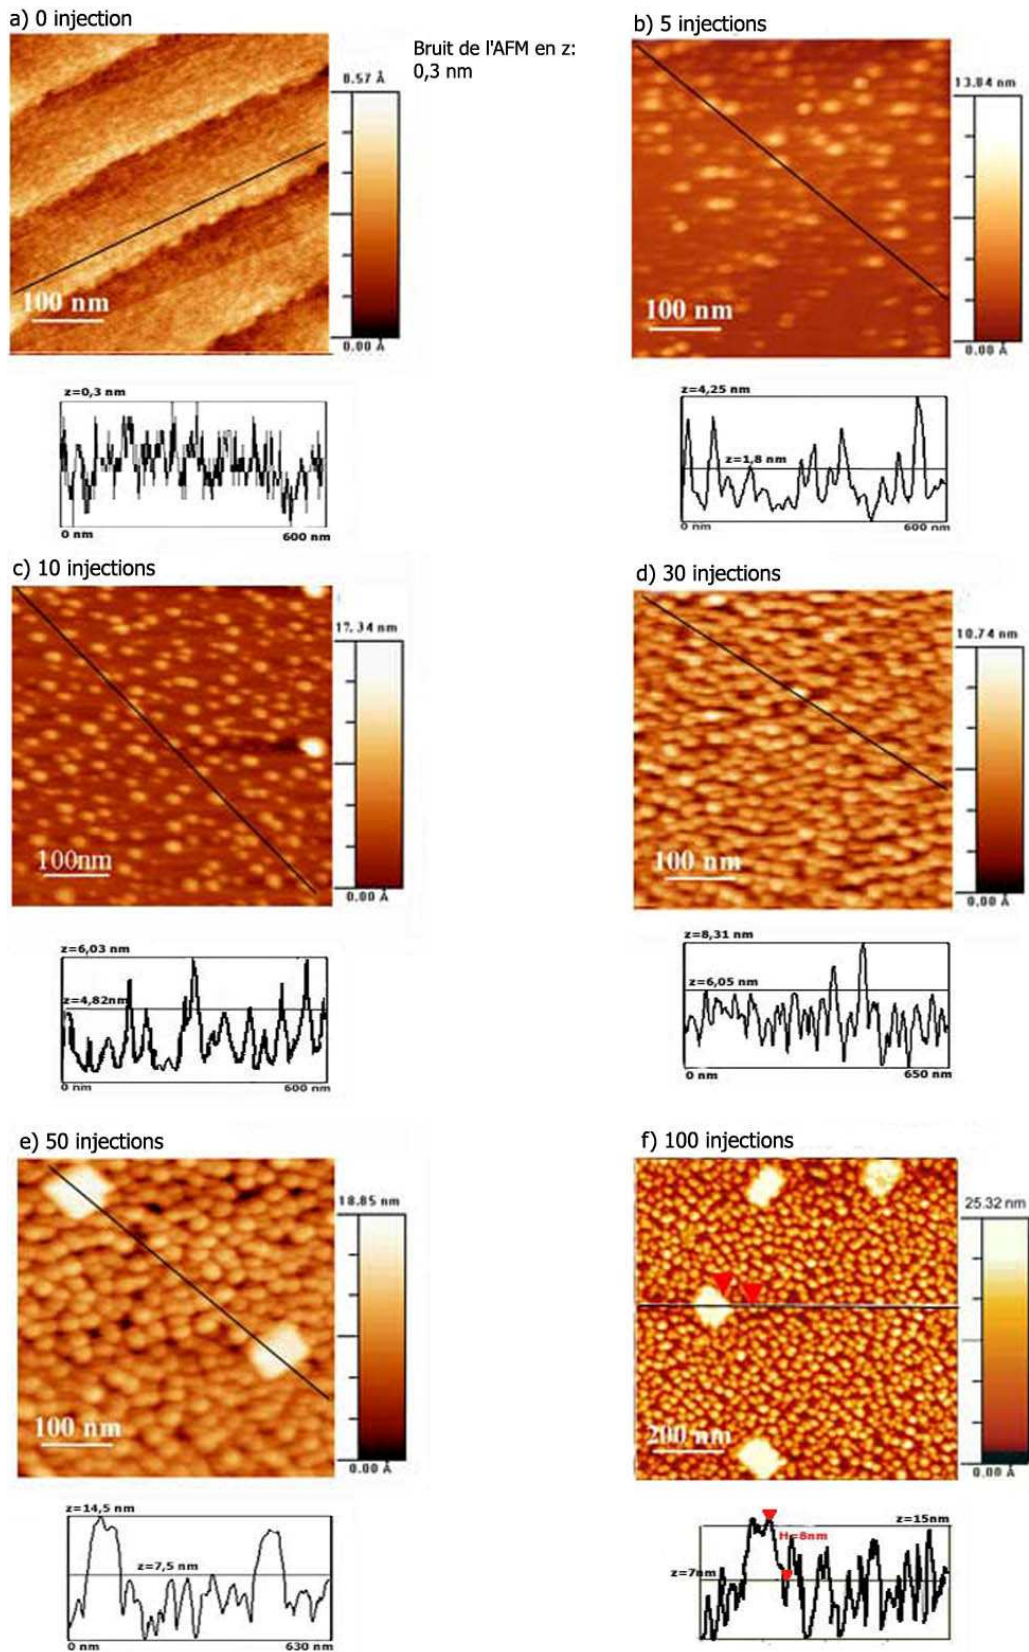 a) 0 injection
Bruit de l'AFM en z:
0,3 nm
8.57 Å
100 nm
0.00 Å
z=0,3 nm
0 nm
600 nm
b) 5 injections
13.84 nm
100 nm
0.00 Å
z=4,25 nm
z=1,8 nm
0 nm
600 nm
c) 10 injections
17.34 nm
100nm
0.00 Å
z=6,03 nm
z=4,82nm
0 nm
600 nm
d) 30 injections
10.74 nm
100 nm
0.00 Å
z=8,31 nm
z=6,05 nm
0 nm
650 nm
e) 50 injections
18.85 nm
100 nm
0.00 Å
z=14,5 nm
z=7,5 nm
0 nm
630 nm
f) 100 injections
25.32 nm
200 nm
0.00 Å
z=15nm
H=8nm
z=7nm